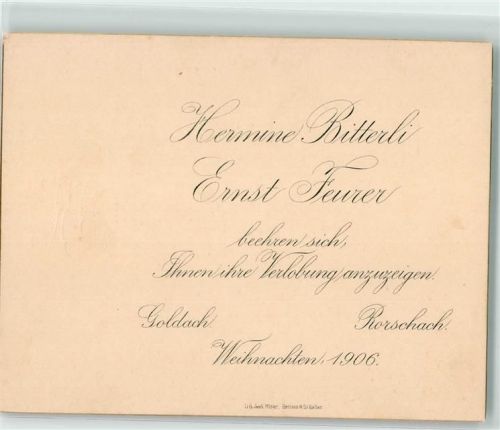 Hermine Bitterli
Ernst Feurer
beehren sich,
Ihnen ihre Verlobung anzuzeigen.
Goldach. Rorschach.
Weihnachten, 1906.